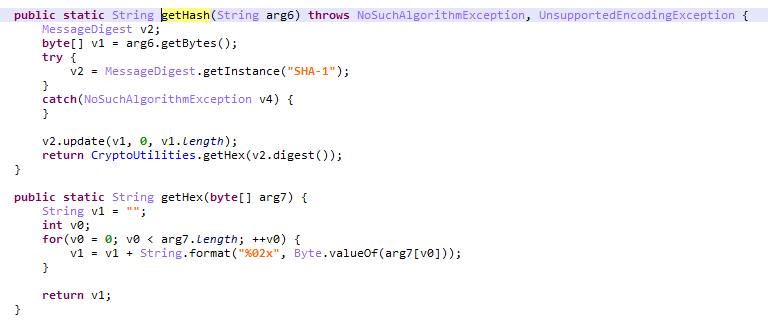 public static String getHash(String arg6) throws NoSuchAlgorithmException, UnsupportedEncodingException {
    MessageDigest v2;
    byte[] v1 = arg6.getBytes();
    try {
        v2 = MessageDigest.getInstance("SHA-1");
    }
    catch(NoSuchAlgorithmException v4) {
    }

    v2.update(v1, 0, v1.length);
    return CryptoUtilities.getHex(v2.digest());
}

public static String getHex(byte[] arg7) {
    String v1 = "";
    int v0;
    for(v0 = 0; v0 < arg7.length; ++v0) {
        v1 = v1 + String.format("%02x", Byte.valueOf(arg7[v0]));
    }

    return v1;
}